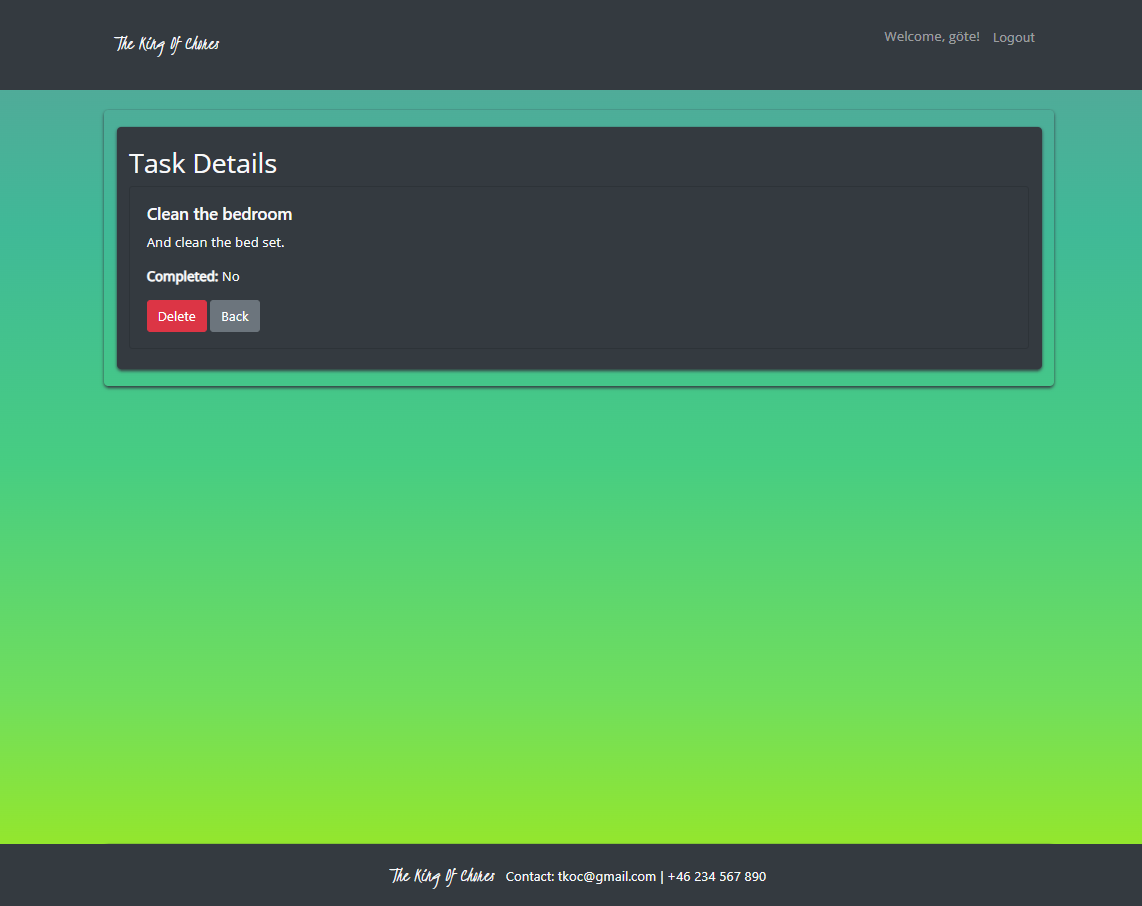 The King Of Chores
Welcome, göte! Logout
Task Details
Clean the bedroom
And clean the bed set.
Completed: No
Delete Back
The King Of Chores Contact: tkoc@gmail.com | +46 234 567 890